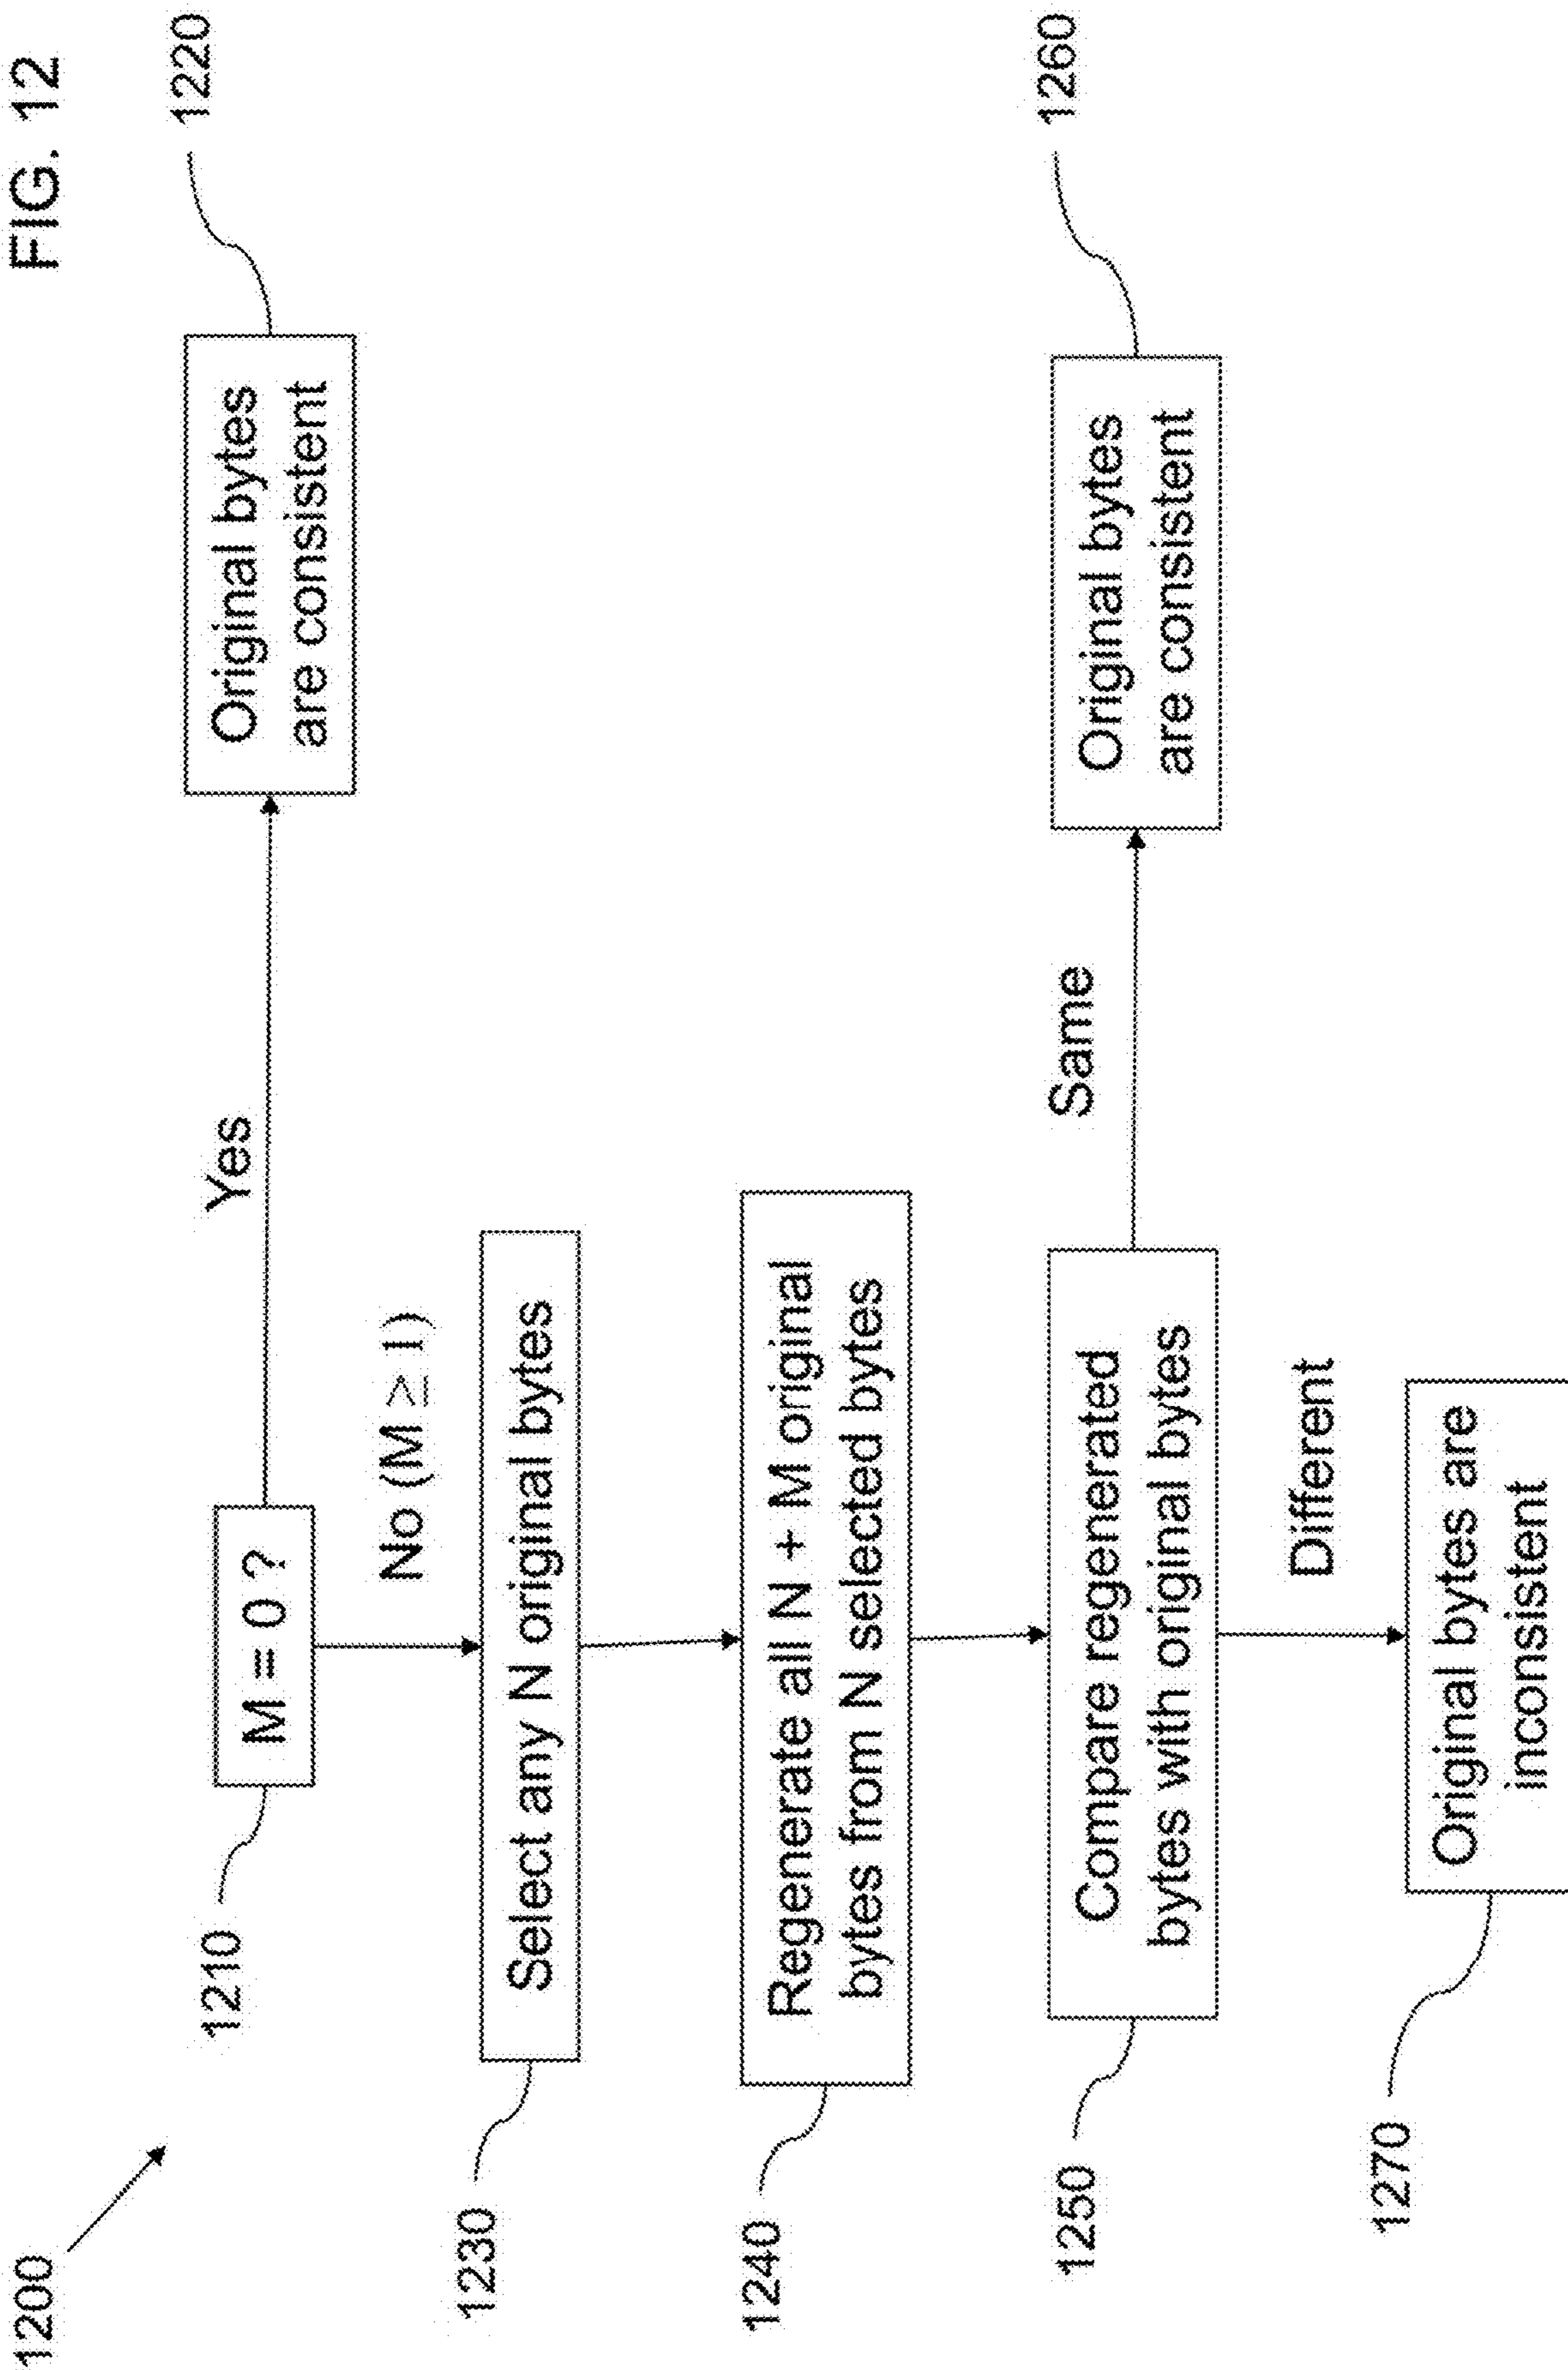 FIG. 12
1200
1210
M = 0 ?
Yes
Original bytes
are consistent
1220
No (M ≥ 1)
1230
Select any N original bytes
1240
Regenerate all N + M original
bytes from N selected bytes
1250
Compare regenerated
bytes with original bytes
Same
Original bytes
are consistent
1260
Different
1270
Original bytes are
inconsistent